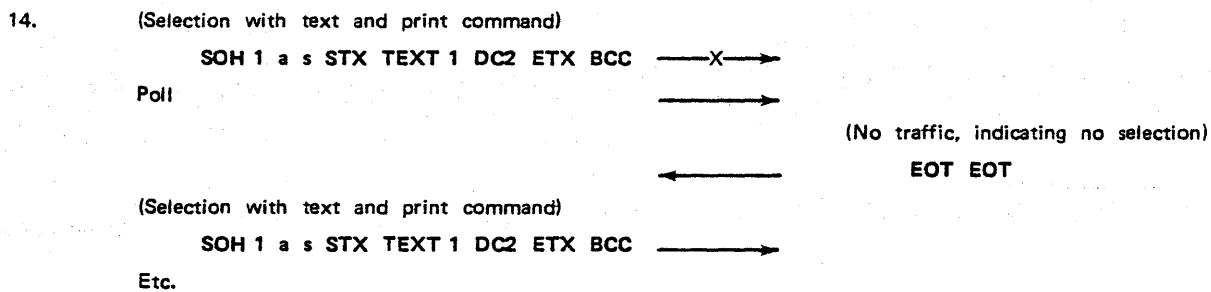 14. (Selection with text and print command)
SOH 1 a s STX TEXT 1 DC2 ETX BCC X
Poll
(No traffic, indicating no selection)
EOT EOT
(Selection with text and print command)
SOH 1 a s STX TEXT 1 DC2 ETX BCC
Etc.